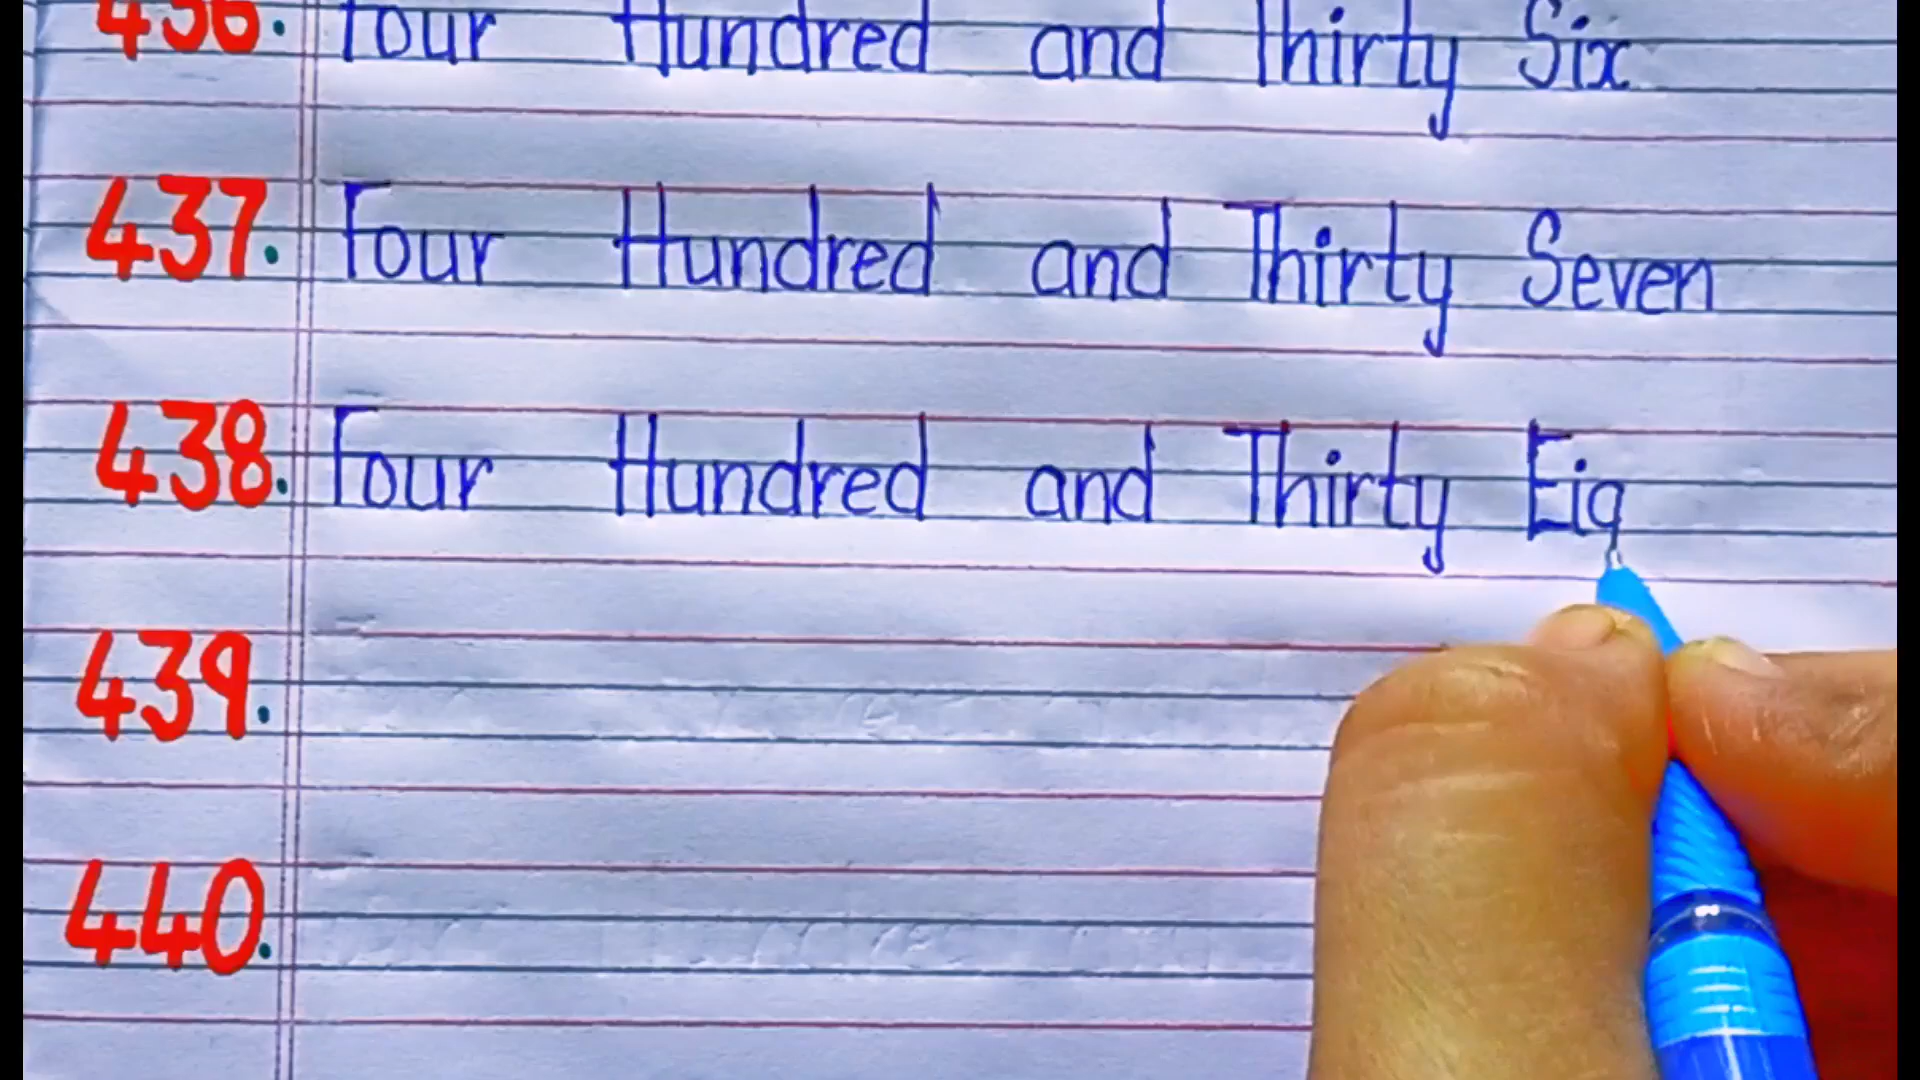 436. Four Hundred and Thirty Six
437. Four Hundred and Thirty Seven
438. Four Hundred and Thirty Eig
439.
440.